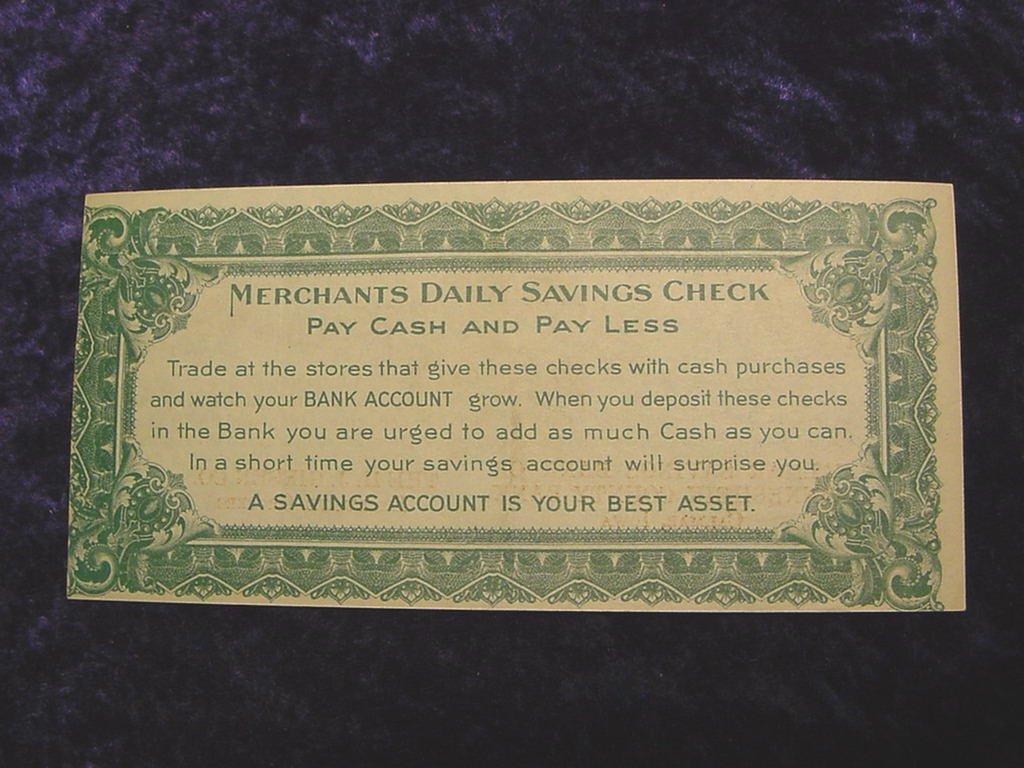 MERCHANTS DAILY SAVINGS CHECK
PAY CASH AND PAY LESS
Trade at the stores that give these checks with cash purchases
and watch your BANK ACCOUNT grow. When you deposit these checks
in the Bank you are urged to add as much Cash as you can.
In a short time your savings account will surprise you.
A SAVINGS ACCOUNT IS YOUR BEST ASSET.